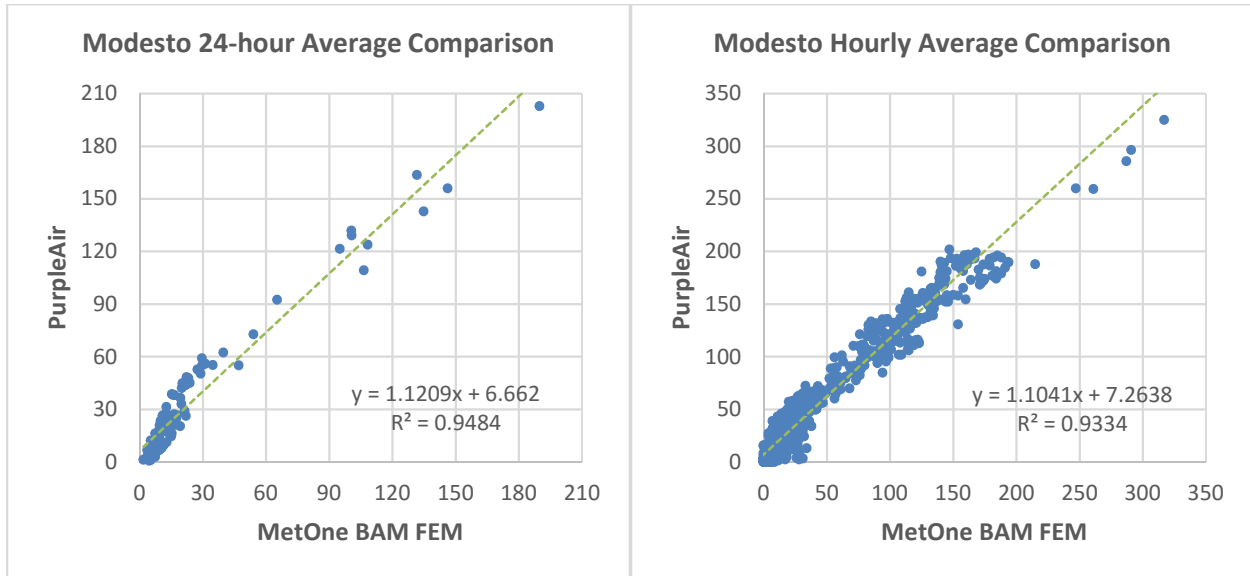 Modesto 24-hour Average Comparison
210
180
150
120
90
60
30
0
PurpleAir
y = 1.1209x + 6.662
R² = 0.9484
0 30 60 90 120 150 180 210
MetOne BAM FEM
Modesto Hourly Average Comparison
350
300
250
200
150
100
50
0
PurpleAir
y = 1.1041x + 7.2638
R² = 0.9334
0 50 100 150 200 250 300 350
MetOne BAM FEM